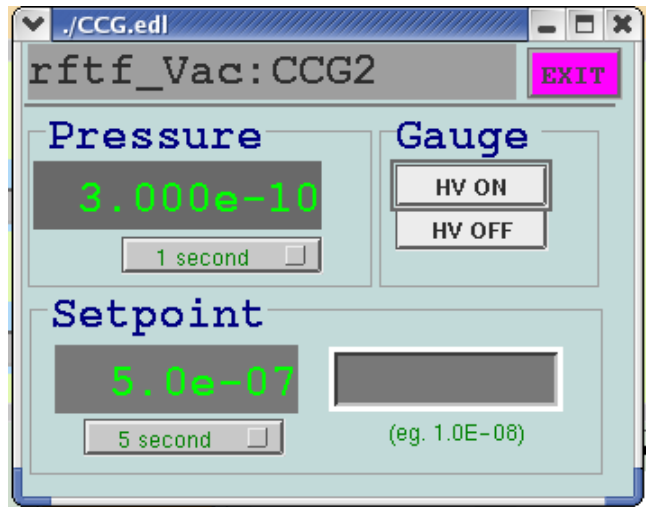 ./CCG.edl
rftf_Vac:CCG2
EXIT
Pressure
3.000e-10
1 second
Gauge
HV ON
HV OFF
Setpoint
5.0e-07
5 second
(eg. 1.0E-08)